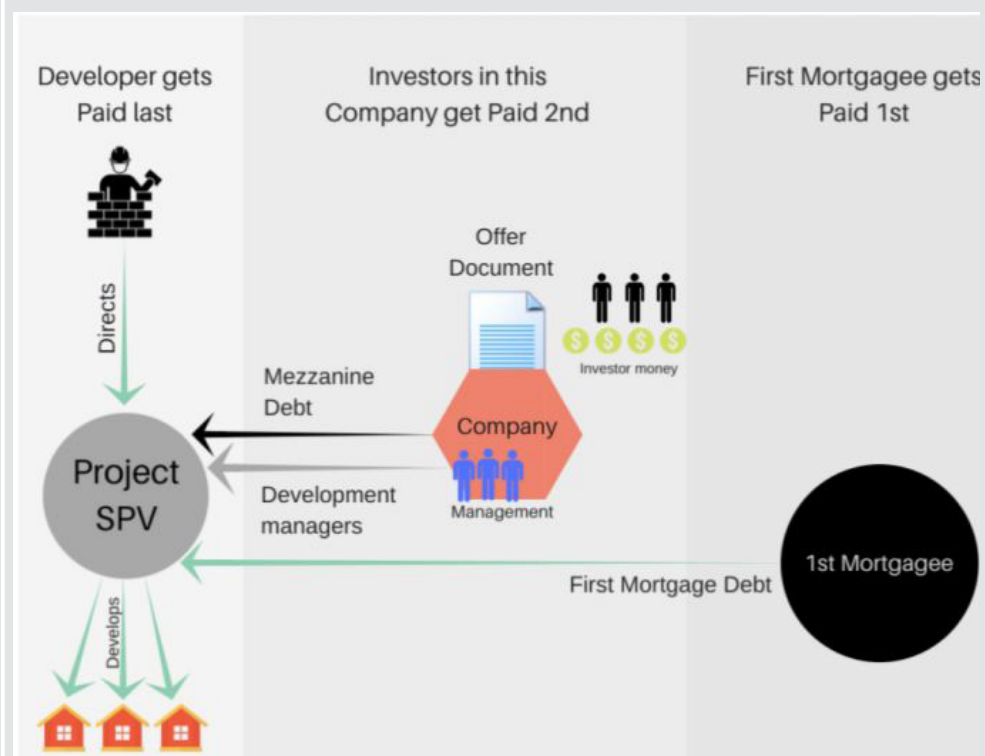 Developer gets
Paid last
Investors in this
Company get Paid 2nd
First Mortgagee gets
Paid 1st
Offer
Document
Directs
$ $ $ $
Investor money
Mezzanine
Debt
Company
Project
SPV
Development
managers
Management
1st Mortgagee
First Mortgage Debt
Develops